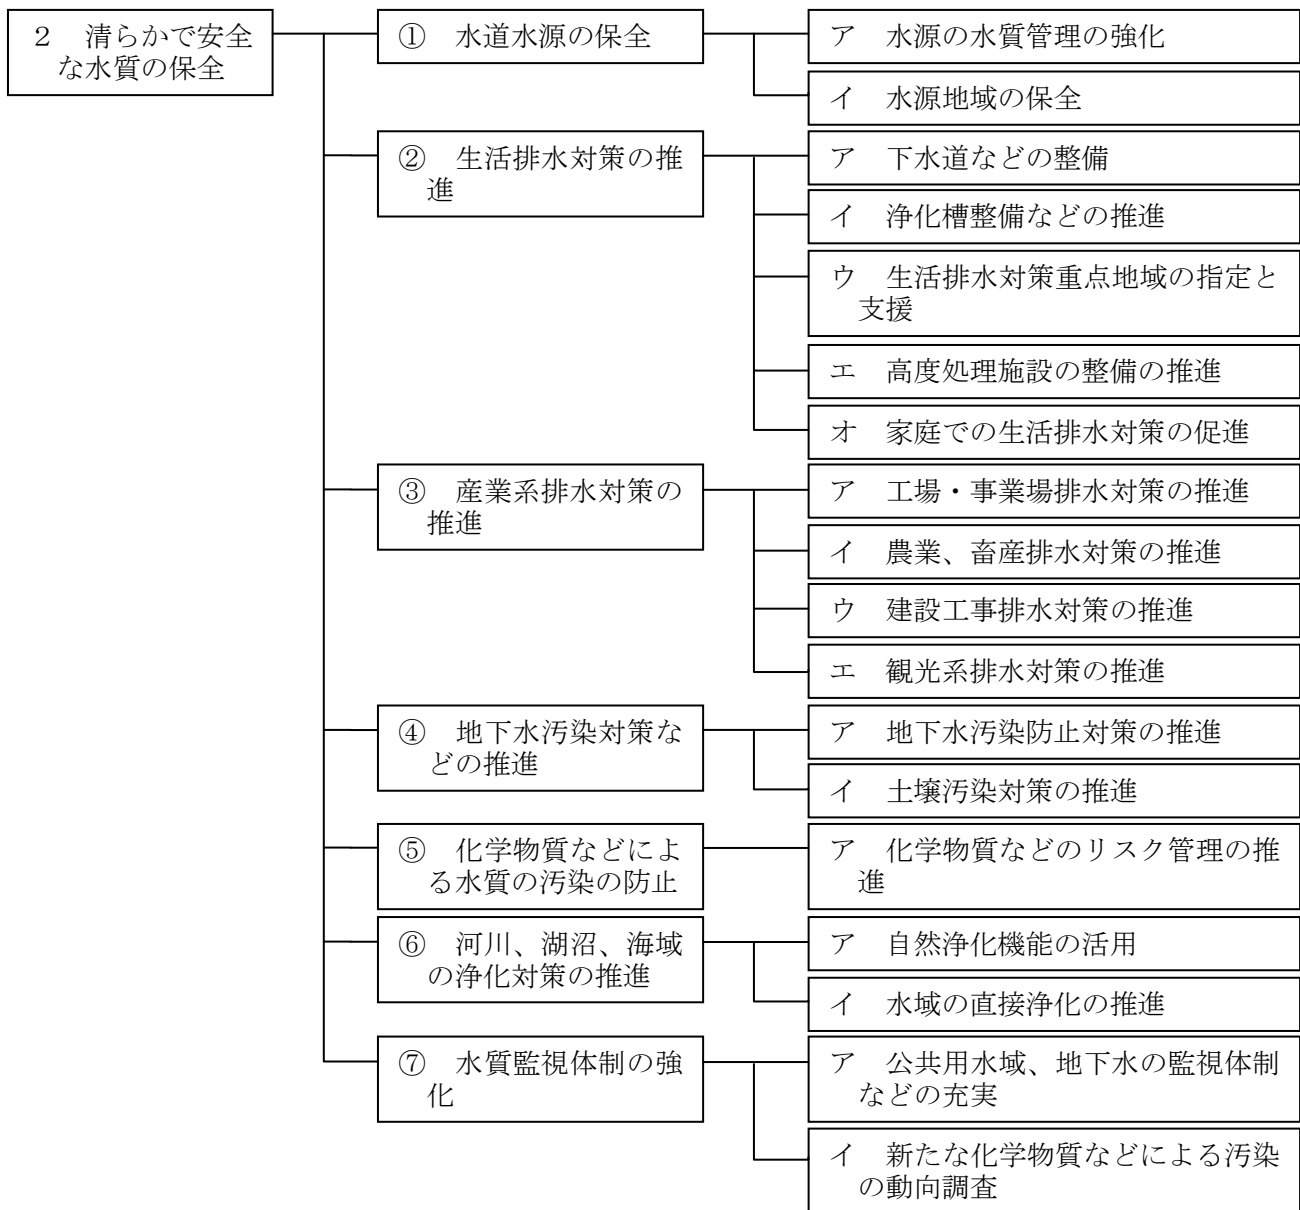 2　清らかで安全
な水質の保全
①　水道水源の保全
ア　水源の水質管理の強化
イ　水源地域の保全
②　生活排水対策の推
進
ア　下水道などの整備
イ　浄化槽整備などの推進
ウ　生活排水対策重点地域の指定と
支援
エ　高度処理施設の整備の推進
オ　家庭での生活排水対策の促進
③　産業系排水対策の
推進
ア　工場・事業場排水対策の推進
イ　農業、畜産排水対策の推進
ウ　建設工事排水対策の推進
エ　観光系排水対策の推進
④　地下水汚染対策な
どの推進
ア　地下水汚染防止対策の推進
イ　土壌汚染対策の推進
⑤　化学物質などによ
る水質の汚染の防止
ア　化学物質などのリスク管理の推
進
⑥　河川、湖沼、海域
の浄化対策の推進
ア　自然浄化機能の活用
イ　水域の直接浄化の推進
⑦　水質監視体制の強
化
ア　公共用水域、地下水の監視体制
などの充実
イ　新たな化学物質などによる汚染
の動向調査